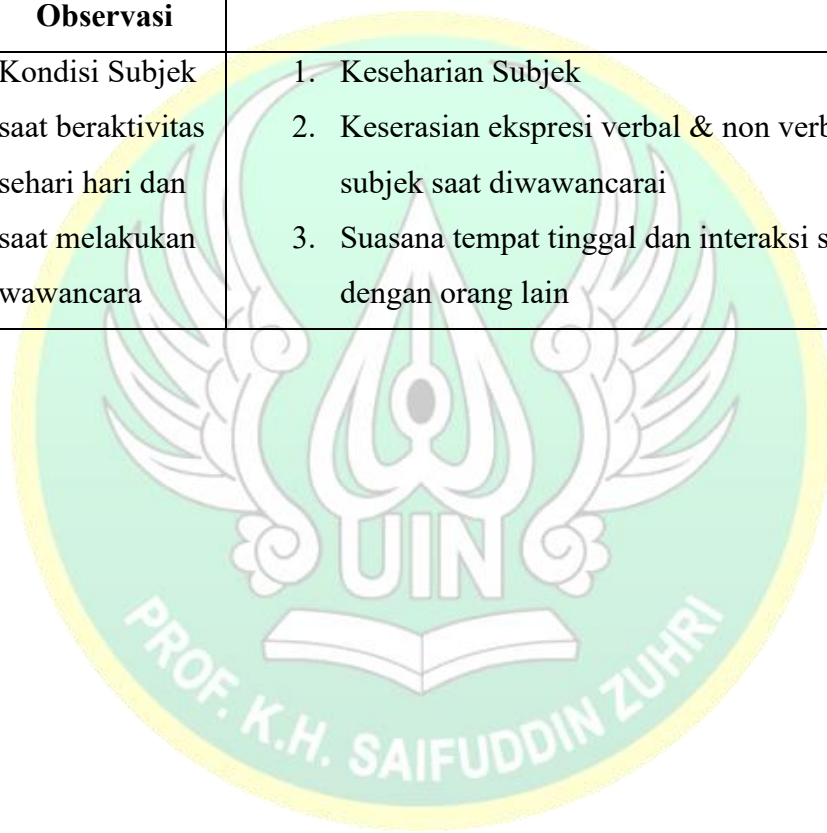 Observasi
Kondisi Subjek
saat beraktivitas
sehari hari dan
saat melakukan
wawancara
1. Keseharian Subjek
2. Keserasian ekspresi verbal & non
subjek saat diwawancarai
3. Suasana tempat tinggal dan interaksi
dengan orang lain
UIN
PROF. K.H. SAIFUDDIN ZUHRI